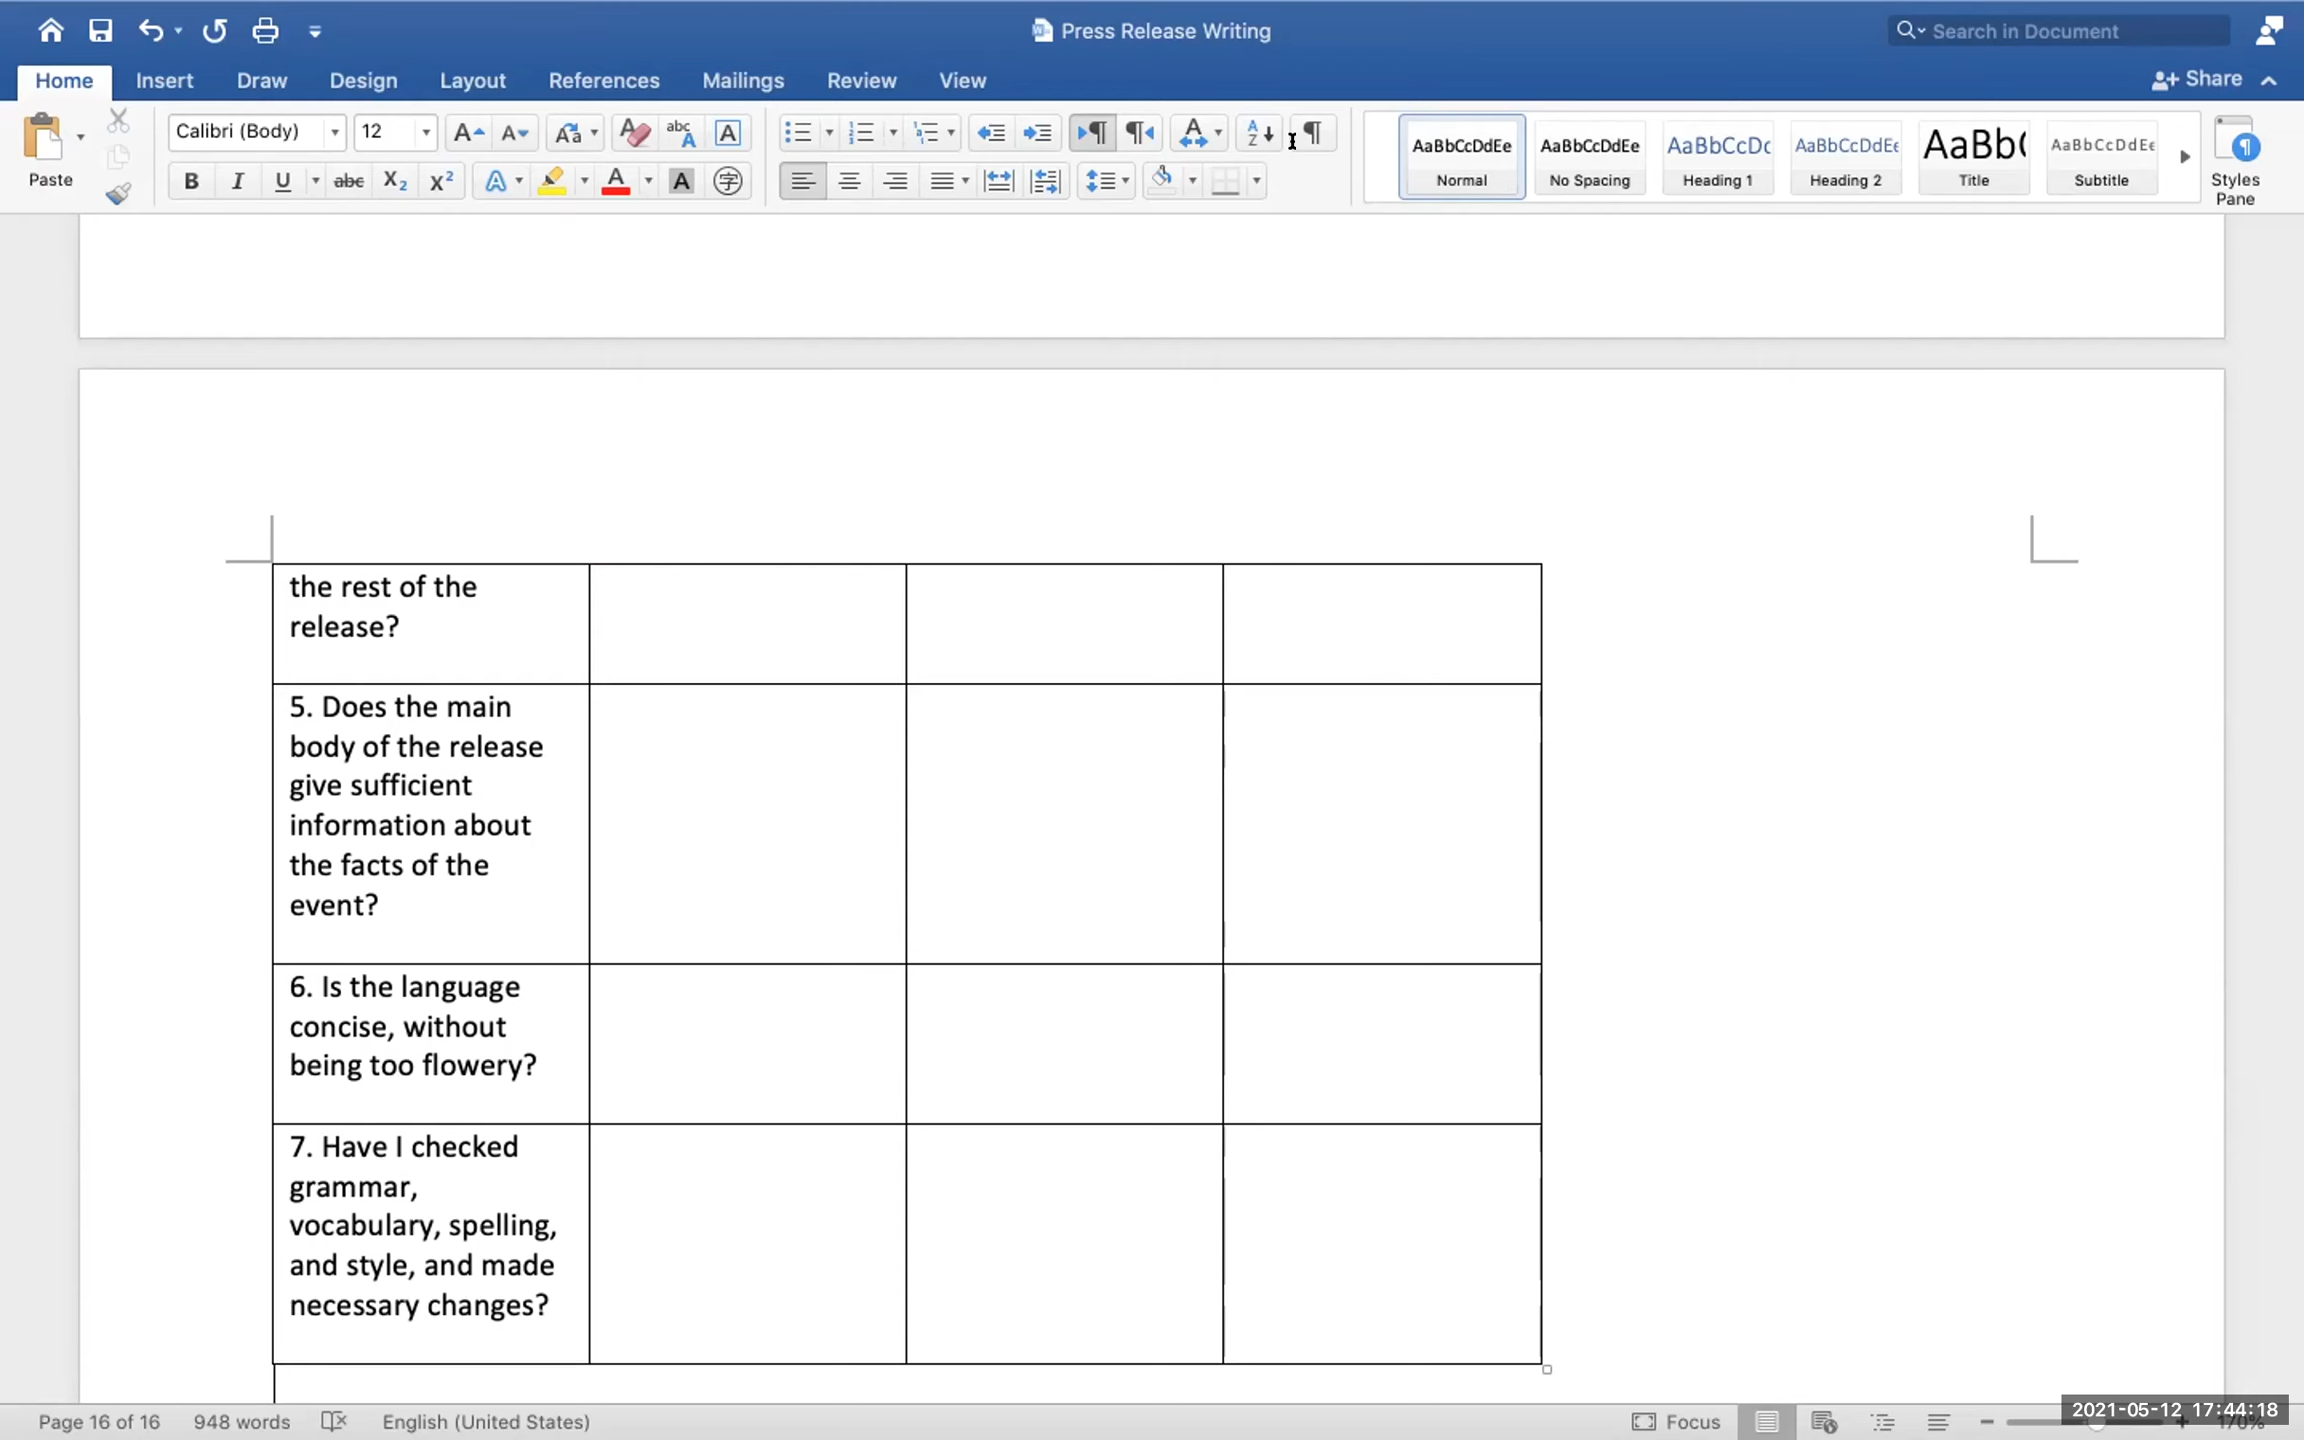 Press Release Writing
Search in Document
Home Insert Draw Design Layout References Mailings Review View
Share
Paste
Calibri (Body) 12
Normal No Spacing Heading 1 Heading 2 Title Subtitle
AaBbCcDdEe AaBbCcDdEe AaBbCcDc AaBbCcDdEe AaBb( AaBbCcDdEe
Styles
Pane
the rest of the
release?
5. Does the main
body of the release
give sufficient
information about
the facts of the
event?
6. Is the language
concise, without
being too flowery?
7. Have I checked
grammar,
vocabulary, spelling,
and style, and made
necessary changes?
Page 16 of 16 948 words English (United States) Focus 170%
2021-05-12 17:44:18